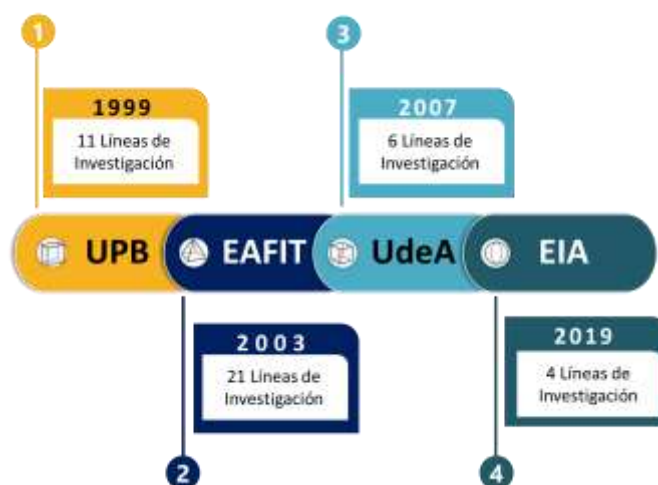 1
3
1999
11 Líneas de
Investigación
2007
6 Líneas de
Investigación
UPB
EAFIT
UdeA
EIA
2003
21 Líneas de
Investigación
2019
4 Líneas de
Investigación
2
4